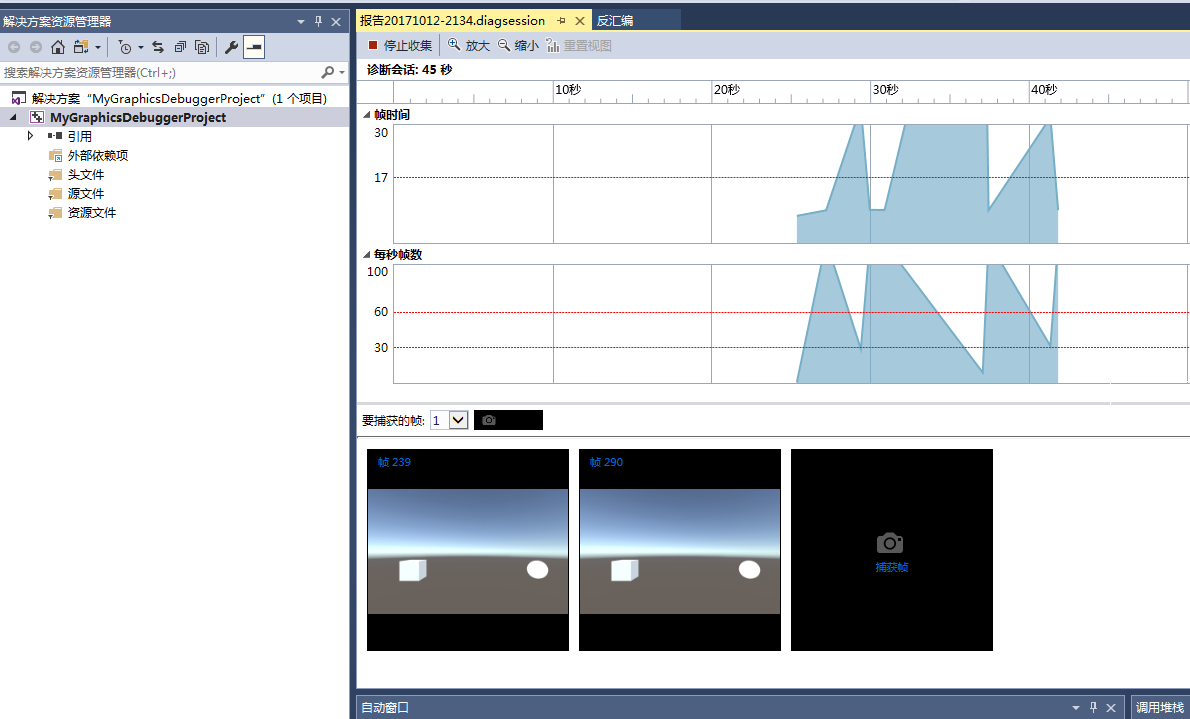 解决方案资源管理器
搜索解决方案资源管理器(Ctrl+;)
解决方案“MyGraphicsDebuggerProject”(1 个项目)
MyGraphicsDebuggerProject
引用
外部依赖项
头文件
源文件
资源文件
报告20171012-2134.diagsession
反汇编
停止收集 放大 缩小 重置视图
诊断会话: 45 秒
10秒 20秒 30秒 40秒
帧时间
30
17
每秒帧数
100
60
30
要捕获的帧: 1
帧 239
帧 290
捕获帧
自动窗口
调用堆栈